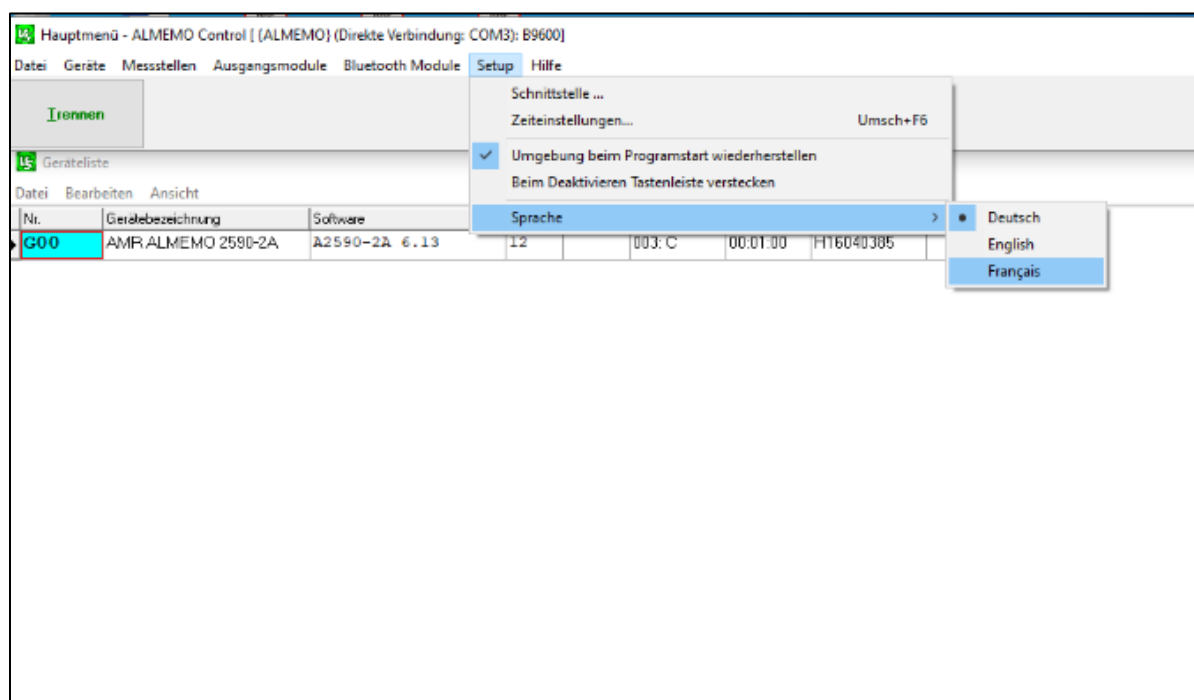 Hauptmenü - ALMEMO Control [ (ALMEMO} (Direkte Verbindung: COM3): B9600]
Datei Geräte Messstellen Ausgangsmodule Bluetooth Module Setup Hilfe
Trennen
Schnittstelle ...
Zeiteinstellungen... Umsch+F6
Umgebung beim Programstart wiederherstellen
Beim Deaktivieren Tastenleiste verstecken
Sprache
Deutsch
English
Français
Geräteliste
Datei Bearbeiten Ansicht
Nr. Gerätebezeichnung Software
G00 AMR ALMEMO 2590-2A A2590-2A 6.13 12 003: C 00:01:00 H16040385